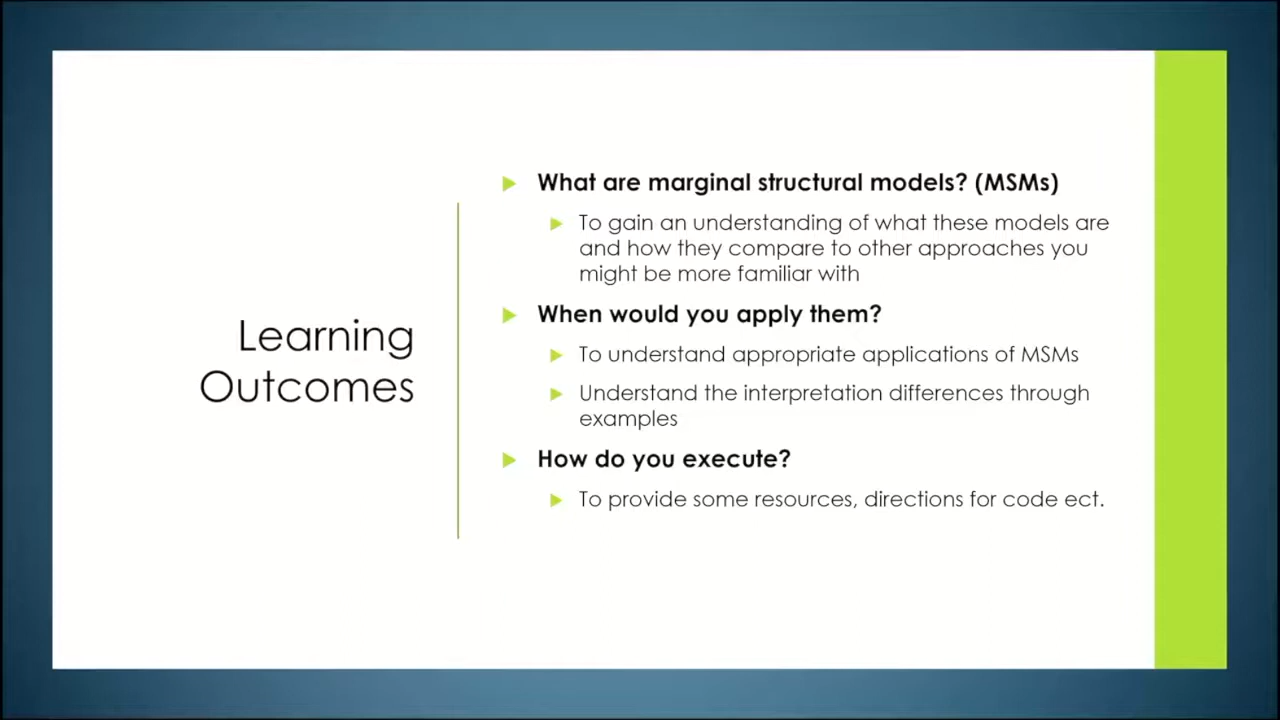 Learning
Outcomes
What are marginal structural models? (MSMs)
To gain an understanding of what these models are
and how they compare to other approaches you
might be more familiar with
When would you apply them?
To understand appropriate applications of MSMs
Understand the interpretation differences through
examples
How do you execute?
To provide some resources, directions for code ect.